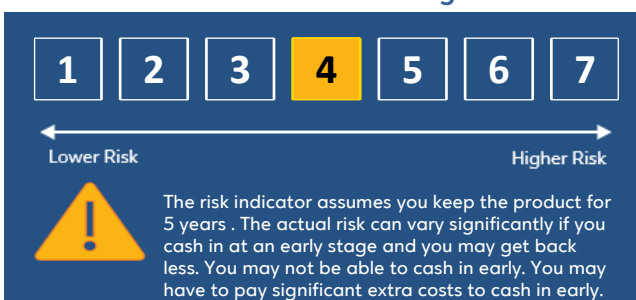 1 2 3 4 5 6 7
Lower Risk Higher Risk
The risk indicator assumes you keep the product for
5 years . The actual risk can vary significantly if you
cash in at an early stage and you may get back
less. You may not be able to cash in early. You may
have to pay significant extra costs to cash in early.